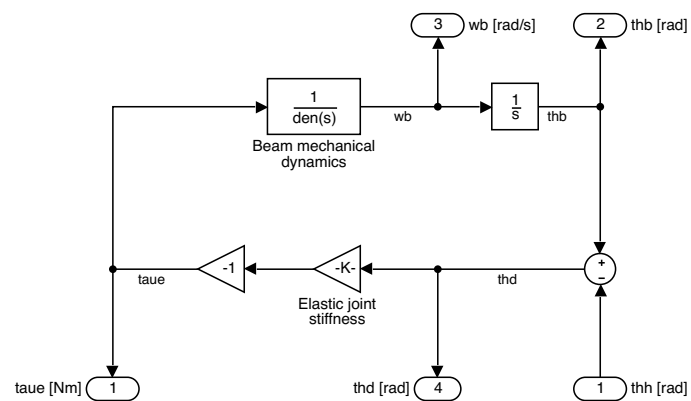 3 wb [rad/s]
2 thb [rad]
1
den(s)
Beam mechanical
dynamics
wb
1
s
thb
taue
-1
-K-
Elastic joint
stiffness
thd
+
−
taue [Nm] 1
thd [rad] 4
1 thh [rad]